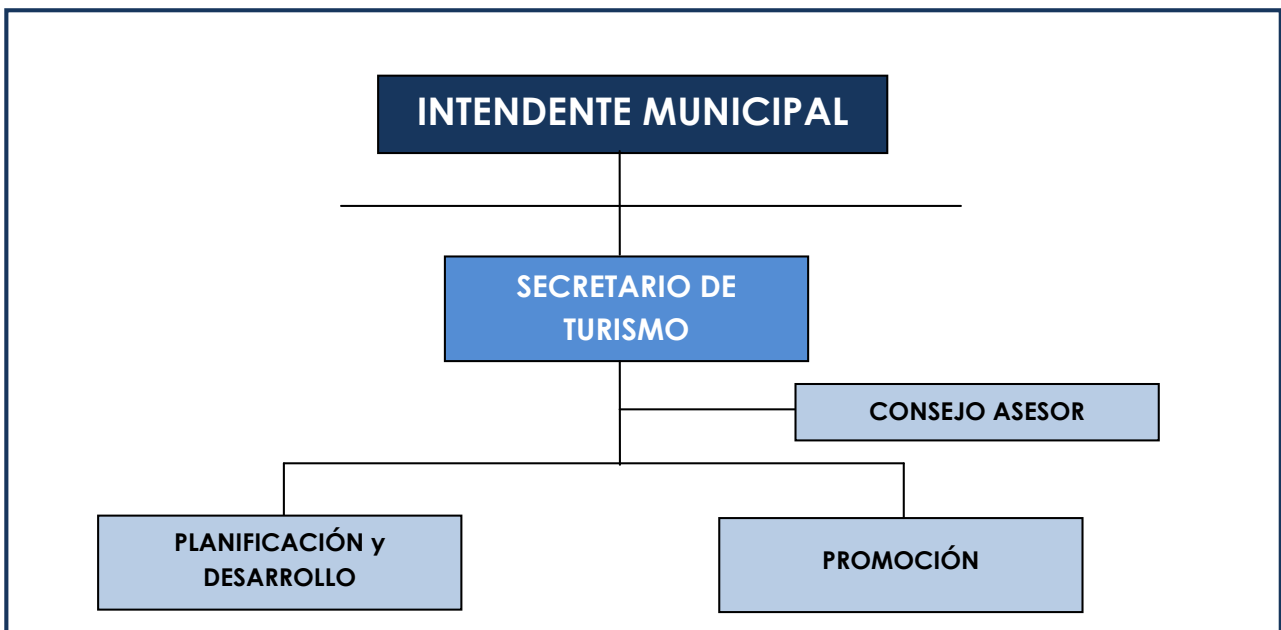 INTENDENTE MUNICIPAL
SECRETARIO DE
TURISMO
CONSEJO ASESOR
PLANIFICACIÓN y
DESARROLLO
PROMOCIÓN